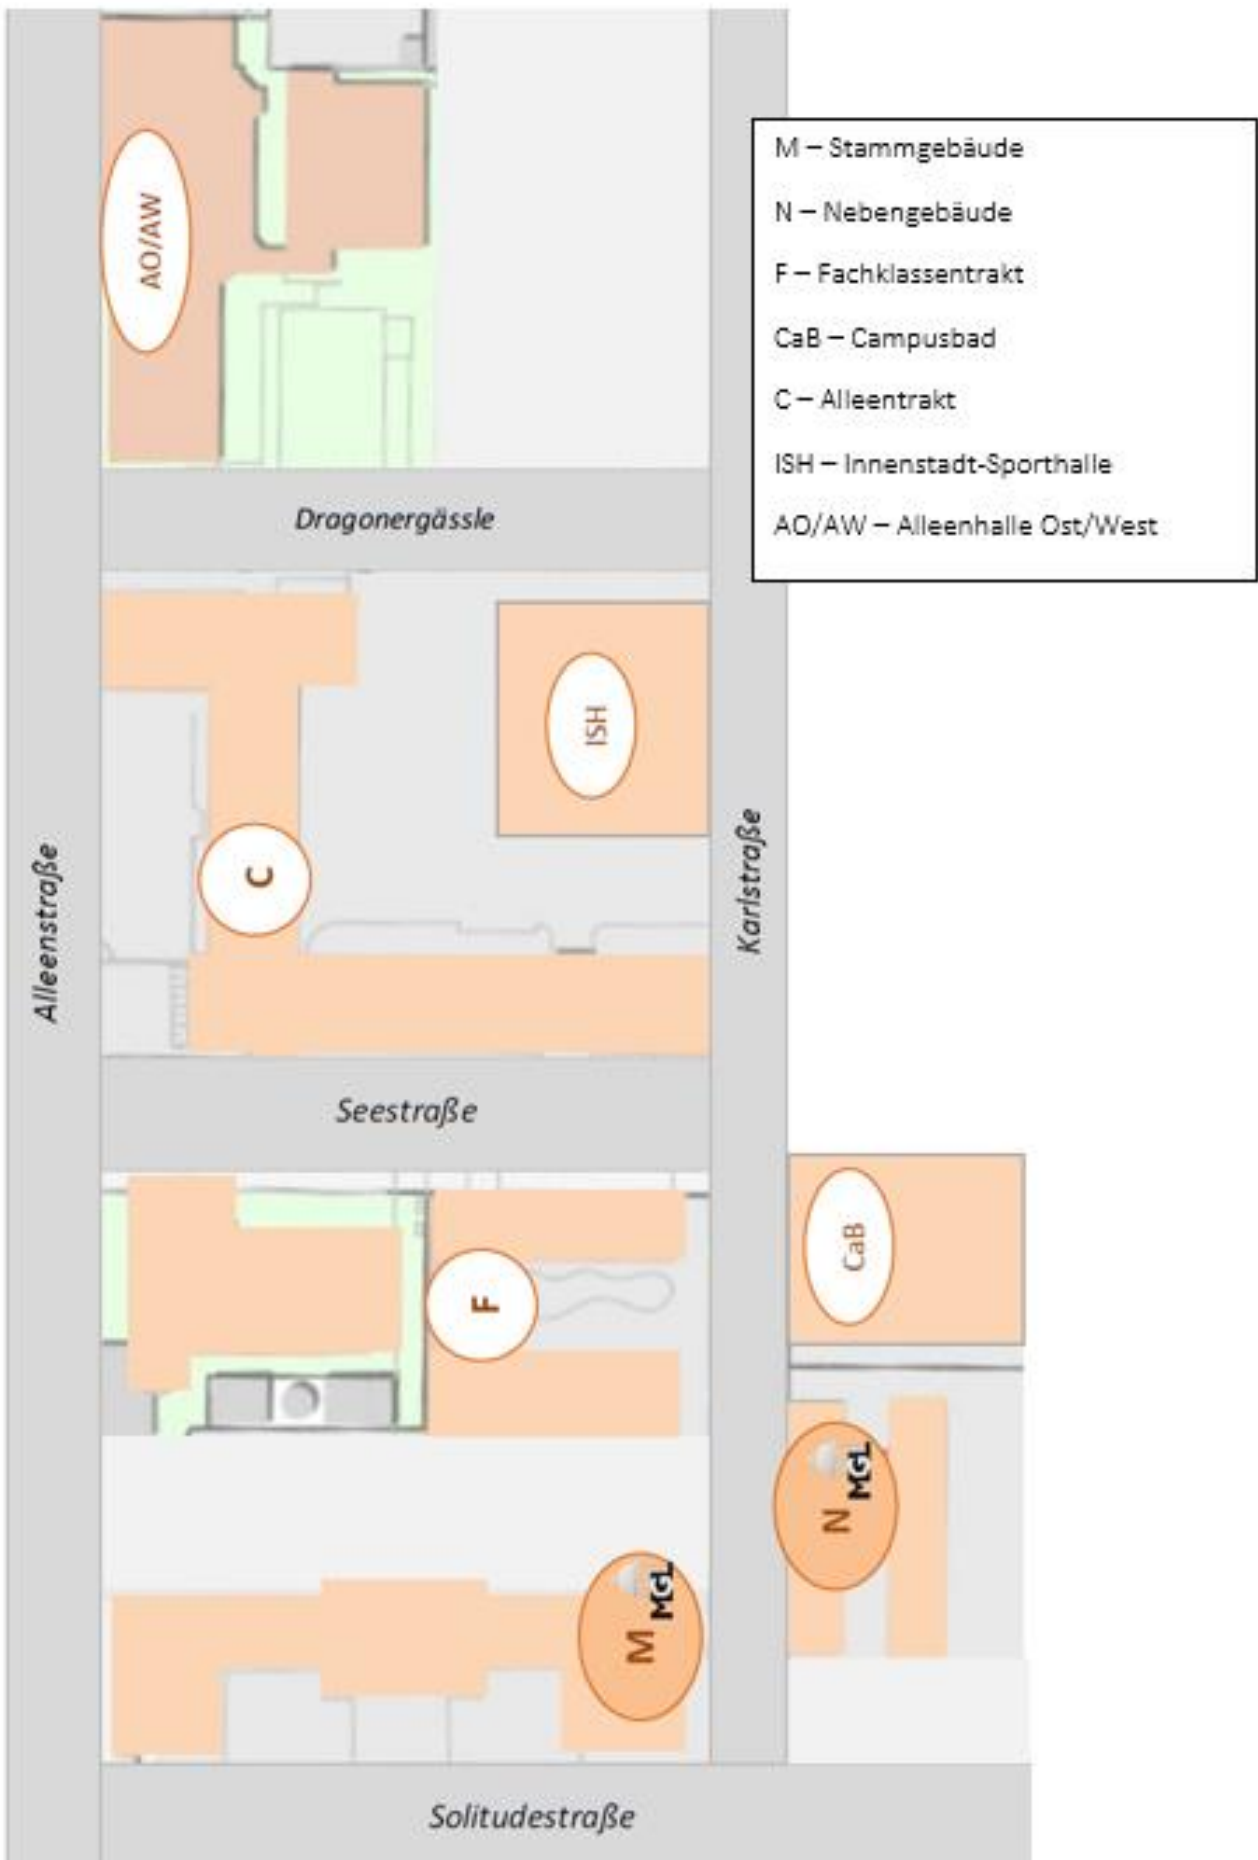 M – Stammgebäude
N – Nebengebäude
F – Fachklassentrakt
CaB – Campusbad
C – Alleentrakt
ISH – Innenstadt-Sporthalle
AO/AW – Alleenhalle Ost/West
AO/AW
Dragonergässle
ISH
C
Alleenstraße
Karlstraße
Seestraße
CaB
F
N
MGL
M
MGL
Solitudestraße